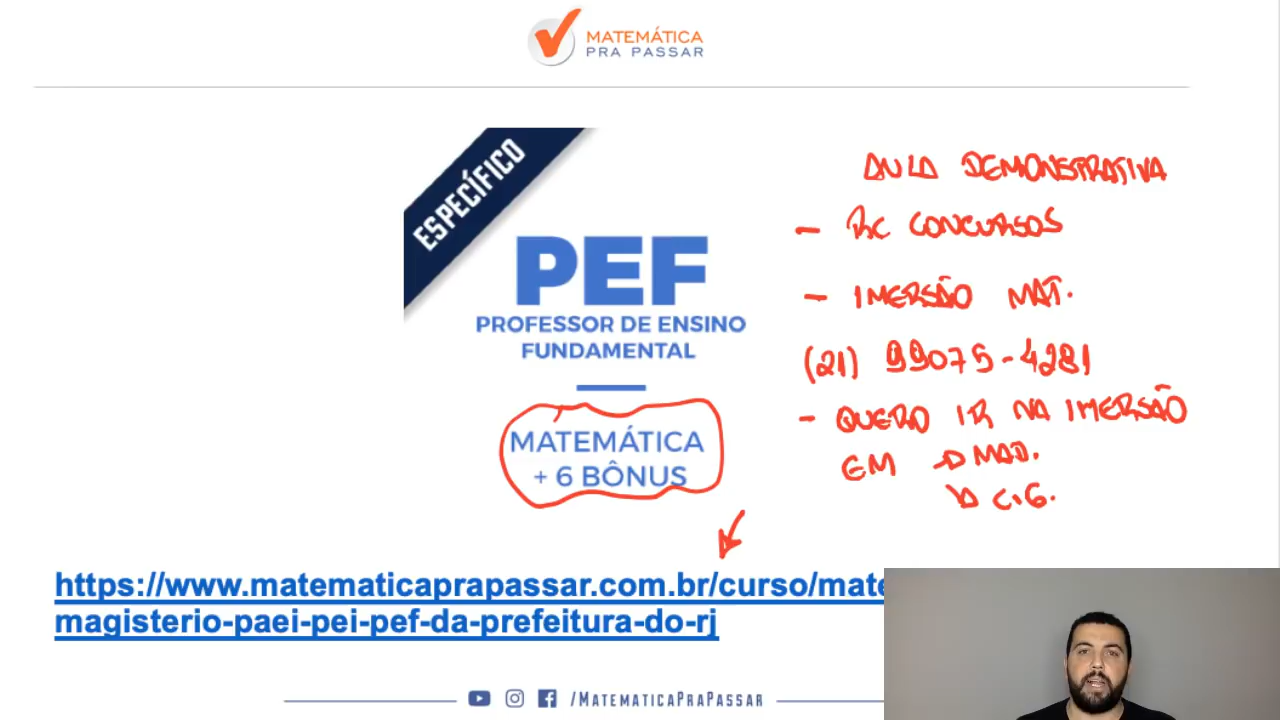 MATEMÁTICA
PRA PASSAR
ESPECÍFICO
PEF
PROFESSOR DE ENSINO
FUNDAMENTAL
MATEMÁTICA
+ 6 BÔNUS
AULA DEMONSTRATIVA
- RC CONCURSOS
- IMERSÃO MAT.
(21) 99075-4281
- QUERO IR NA IMERSÃO
EM → MAD.
→ C.G.
https://www.matematicaprapassar.com.br/curso/mate
magisterio-paei-pei-pef-da-prefeitura-do-rj
/MATEMATICAPRAPASSAR